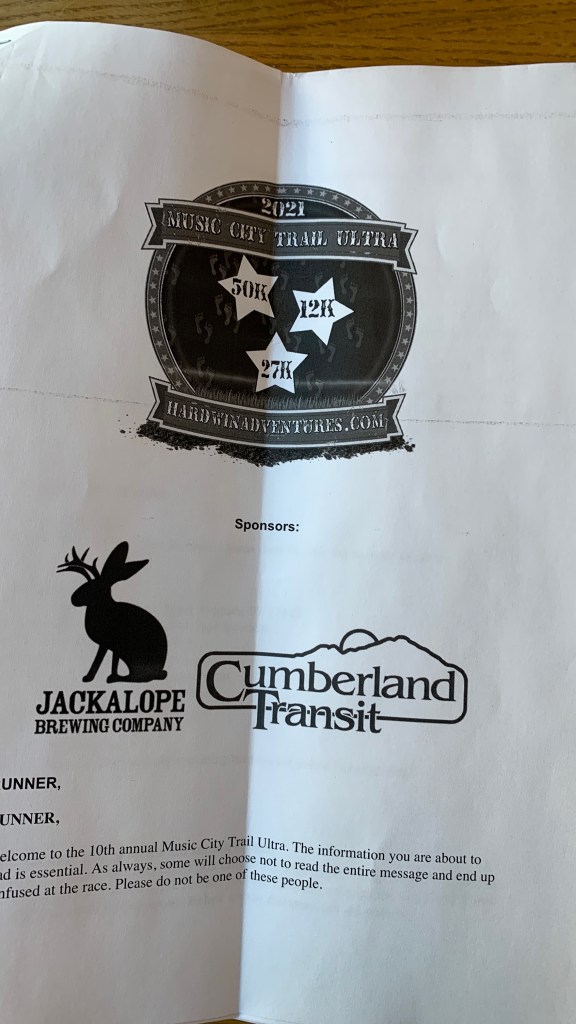 2021
MUSIC CITY TRAIL ULTRA
50K
12K
27K
HARDWINADVENTURES.COM
Sponsors:
JACKALOPE
BREWING COMPANY
Cumberland
Transit
UNNER,
UNNER,
elcome to the 10th annual Music City Trail Ultra. The information you are about to
d is essential. As always, some will choose not to read the entire message and end up
nfused at the race. Please do not be one of these people.